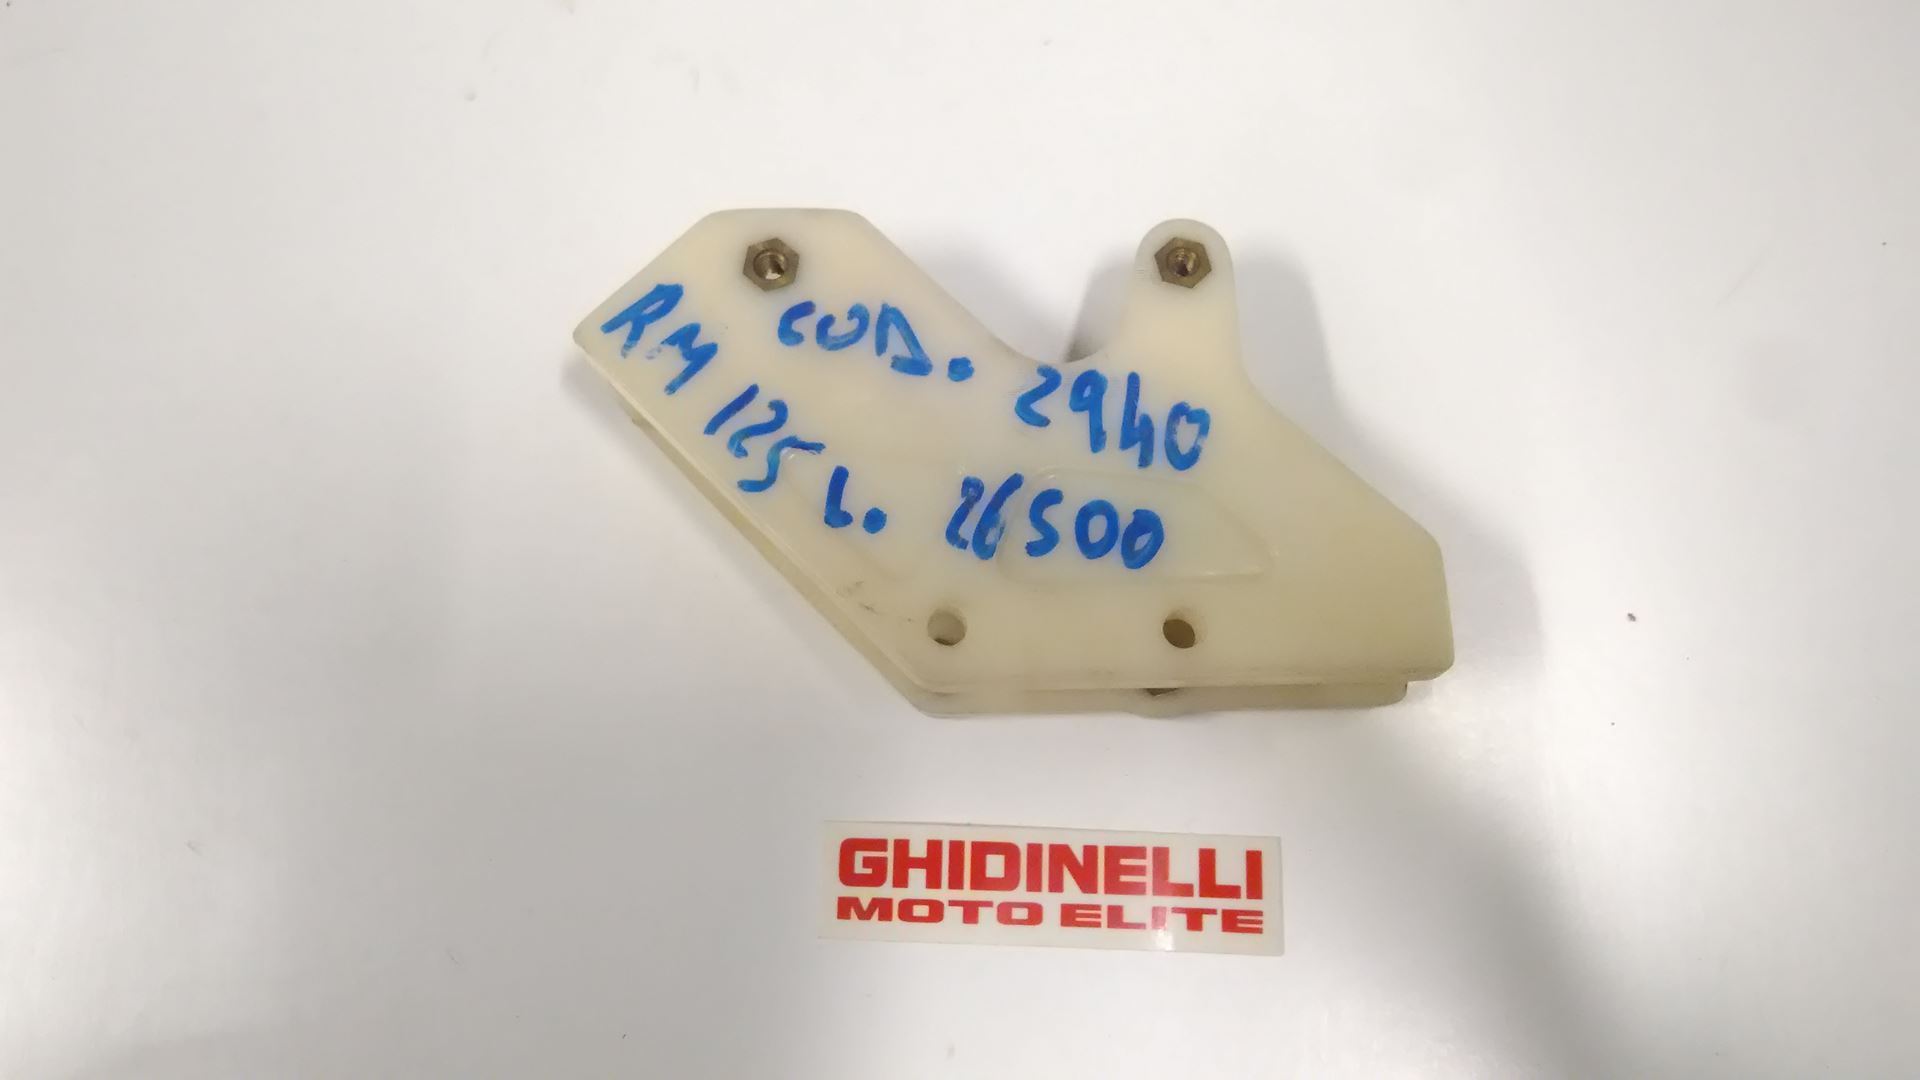 COD. 2940
RM 125 L. 26500
GHIDINELLI
MOTO ELITE